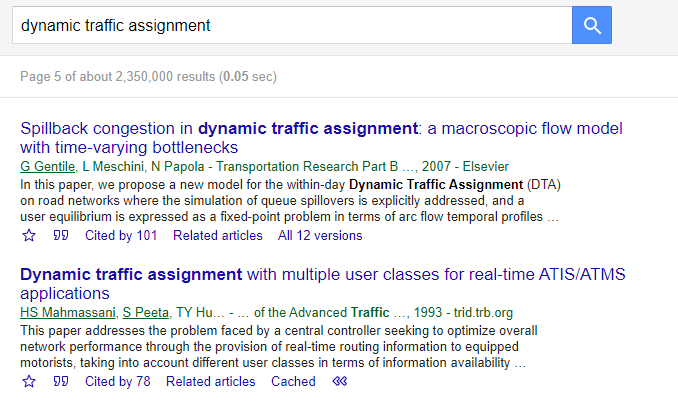 dynamic traffic assignment
Page 5 of about 2,350,000 results (0.05 sec)
Spillback congestion in dynamic traffic assignment: a macroscopic flow model
with time-varying bottlenecks
G Gentile, L Meschini, N Papola - Transportation Research Part B …, 2007 - Elsevier
In this paper, we propose a new model for the within-day Dynamic Traffic Assignment (DTA)
on road networks where the simulation of queue spillovers is explicitly addressed, and a
user equilibrium is expressed as a fixed-point problem in terms of arc flow temporal profiles …
Cited by 101 Related articles All 12 versions
Dynamic traffic assignment with multiple user classes for real-time ATIS/ATMS
applications
HS Mahmassani, S Peeta, TY Hu… - … of the Advanced Traffic …, 1993 - trid.trb.org
This paper addresses the problem faced by a central controller seeking to optimize overall
network performance through the provision of real-time routing information to equipped
motorists, taking into account different user classes in terms of information availability …
Cited by 78 Related articles Cached